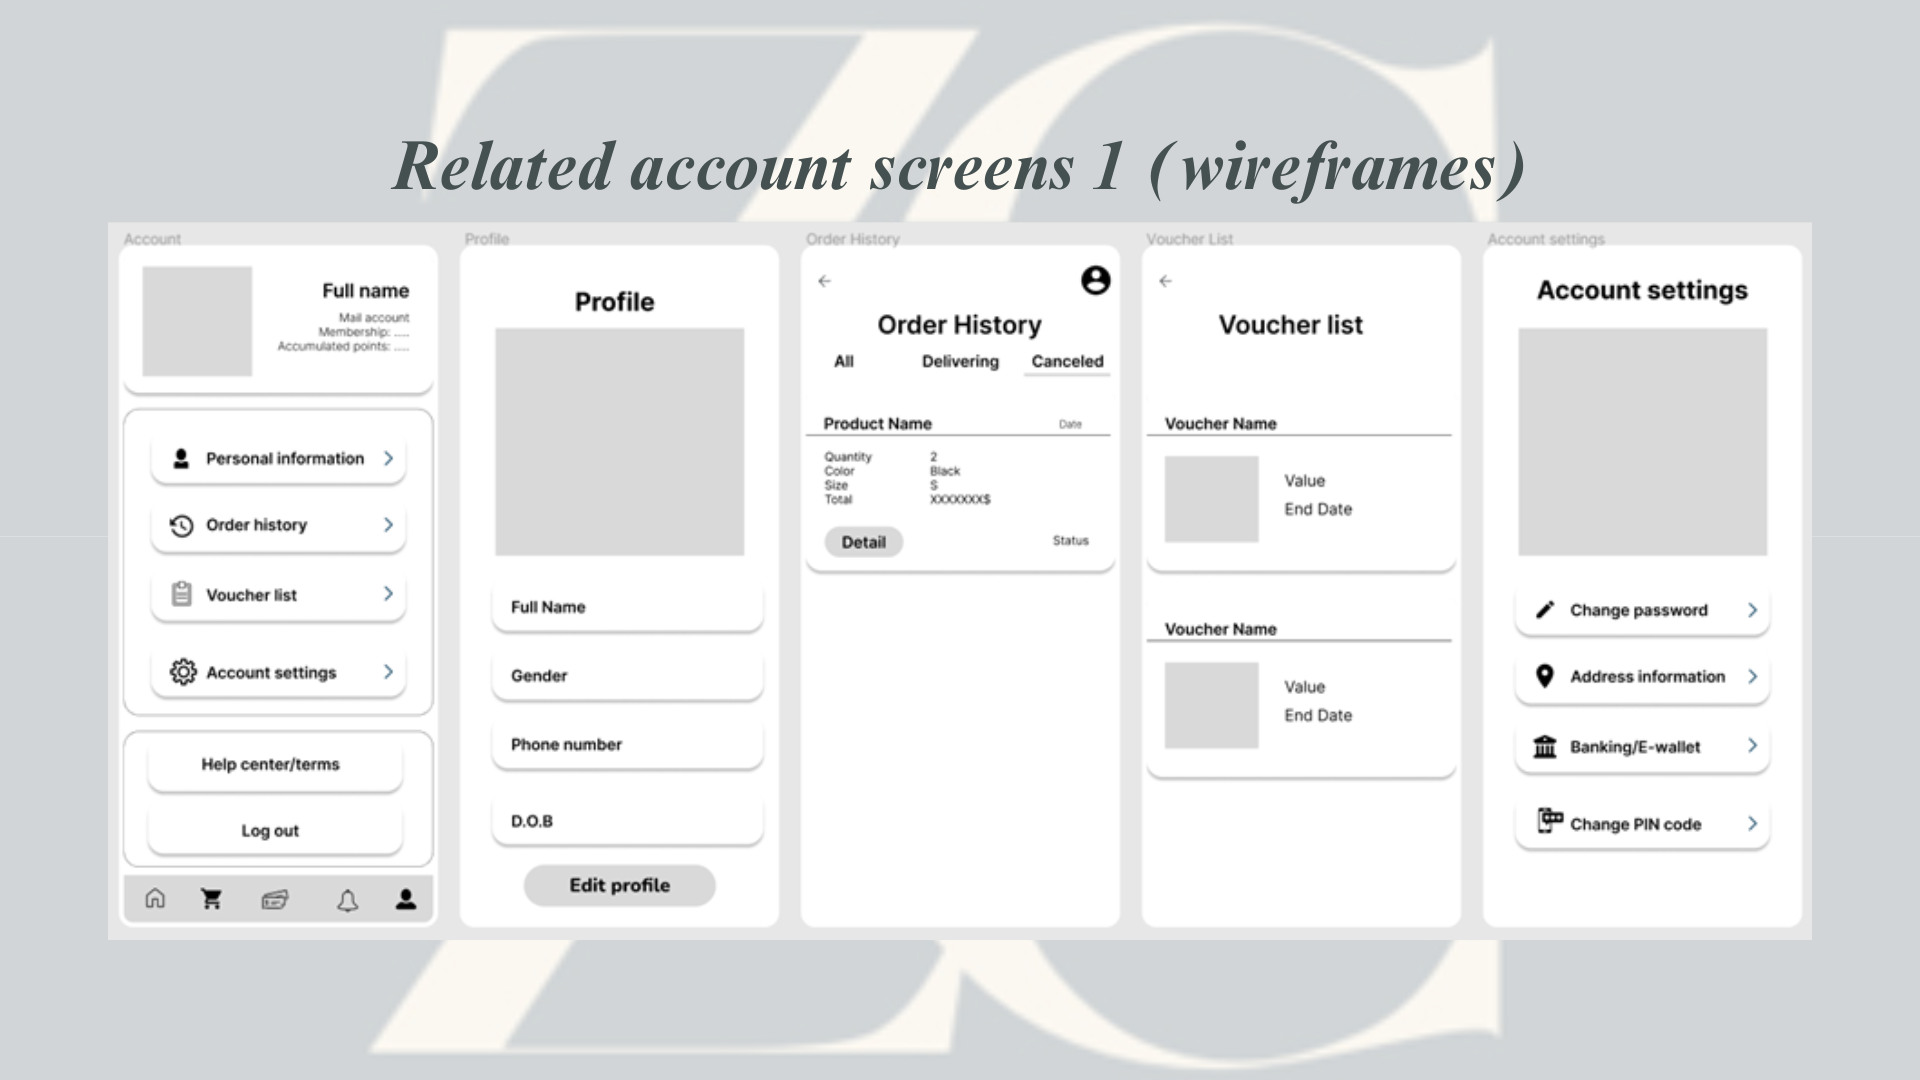 Related account screens 1 (wireframes)
Account
Full name
Mail account
Membership: .....
Accumulated points: .....
Personal information
Order history
Voucher list
Account settings
Help center/terms
Log out
Profile
Profile
Full Name
Gender
Phone number
D.O.B
Edit profile
Order History
Order History
All Delivering Canceled
Product Name Date
Quantity 2
Color Black
Size S
Total XXXXXXX$
Detail Status
Voucher List
Voucher list
Voucher Name
Value
End Date
Voucher Name
Value
End Date
Account settings
Account settings
Change password
Address information
Banking/E-wallet
Change PIN code